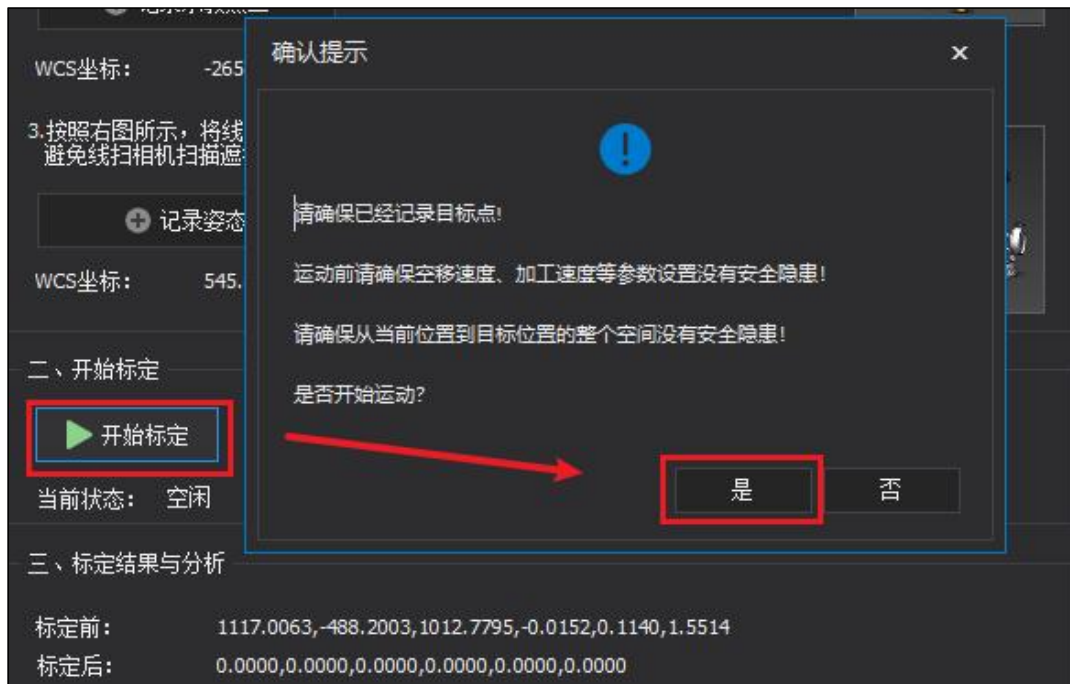 确认提示
WCS坐标: -265
3.按照右图所示，将线
避免线扫相机扫描遮
记录姿态
WCS坐标: 545.
请确保已经记录目标点!
运动前请确保空移速度、加工速度等参数设置没有安全隐患!
请确保从当前位置到目标位置的整个空间没有安全隐患!
是否开始运动?
是 否
二、开始标定
开始标定
当前状态: 空闲
三、标定结果与分析
标定前: 1117.0063,-488.2003,1012.7795,-0.0152,0.1140,1.5514
标定后: 0.0000,0.0000,0.0000,0.0000,0.0000,0.0000